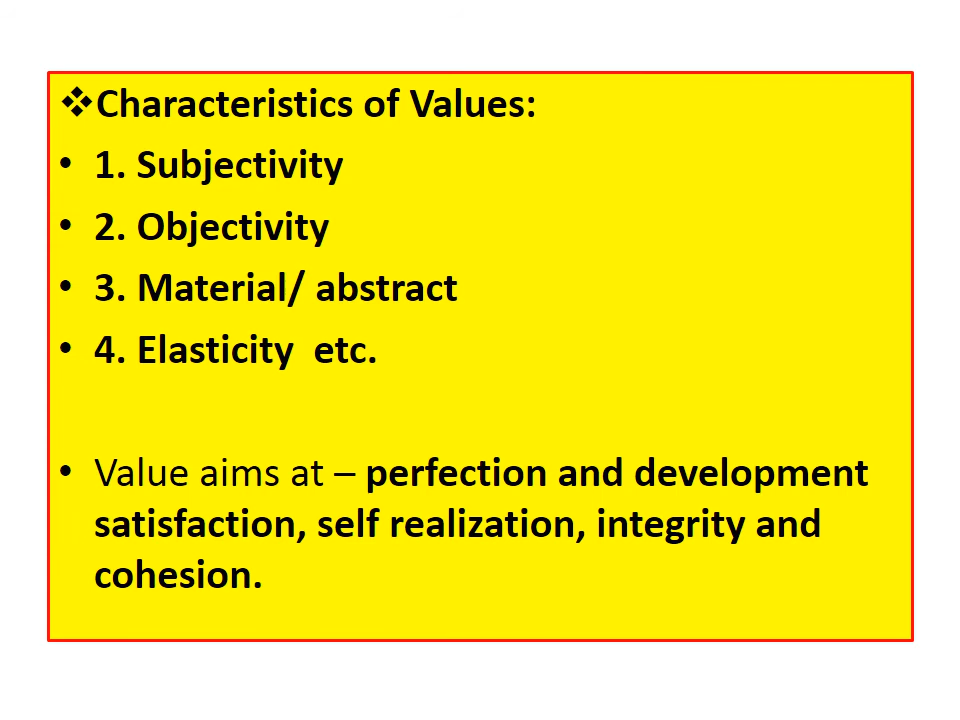 ❖Characteristics of Values:
• 1. Subjectivity
• 2. Objectivity
• 3. Material/ abstract
• 4. Elasticity  etc.
• Value aims at – perfection and development
satisfaction, self realization, integrity and
cohesion.